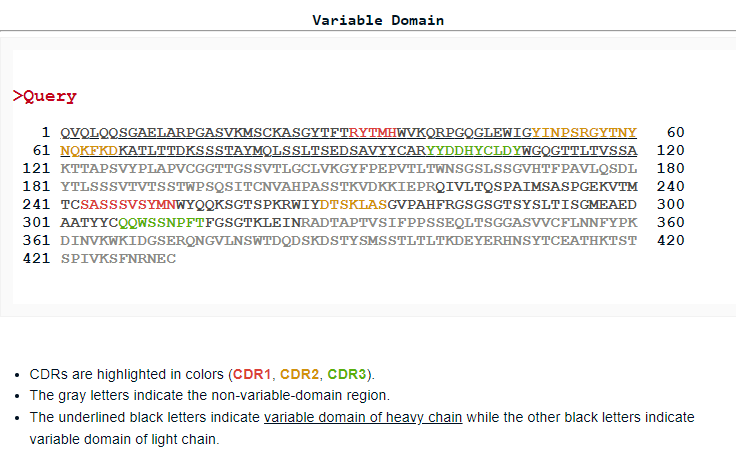 Variable Domain
>Query
1 QVQLQQSGAELARPGASVKMSCKASGYTFTRYTMHWVKQRPGQGLEWIGYINPSRGYTNY 60
61 NQKFKDKATLTTDKSSSTAYMQLSSLTSEDSAVYYCARYYDDHYCLDYWGQGTTLTVSSA 120
121 KTTAPSVYPLAPVCGGTTGSSVTLGCLVKGYFPEPVTLTWNSGSLSSGVHTFPAVLQSDL 180
181 YTLSSSVTVTSSTWPSQSITCNVAHPASSTKVDKKIEPRQIVLTQSPAIMSASPGEKVTM 240
241 TCSASSSVSYMNWYQQKSGTSPKRWIYDTSKLASGVPAHFRGSGSGTSYSLTISGMEAED 300
301 AATYYCQQWSSNPFTFGSGTKLEINRADTAPTVSIFPPSSEQLTSGGASVVCFLNNFYPK 360
361 DINVKWKIDGSERQNGVLNSWTDQDSKDSTYSMSSTLTLTKDEYERHNSYTCEATHKTST 420
421 SPIVKSFNRNEC
• CDRs are highlighted in colors (CDR1, CDR2, CDR3).
• The gray letters indicate the non-variable-domain region.
• The underlined black letters indicate variable domain of heavy chain while the other black letters indicate
variable domain of light chain.